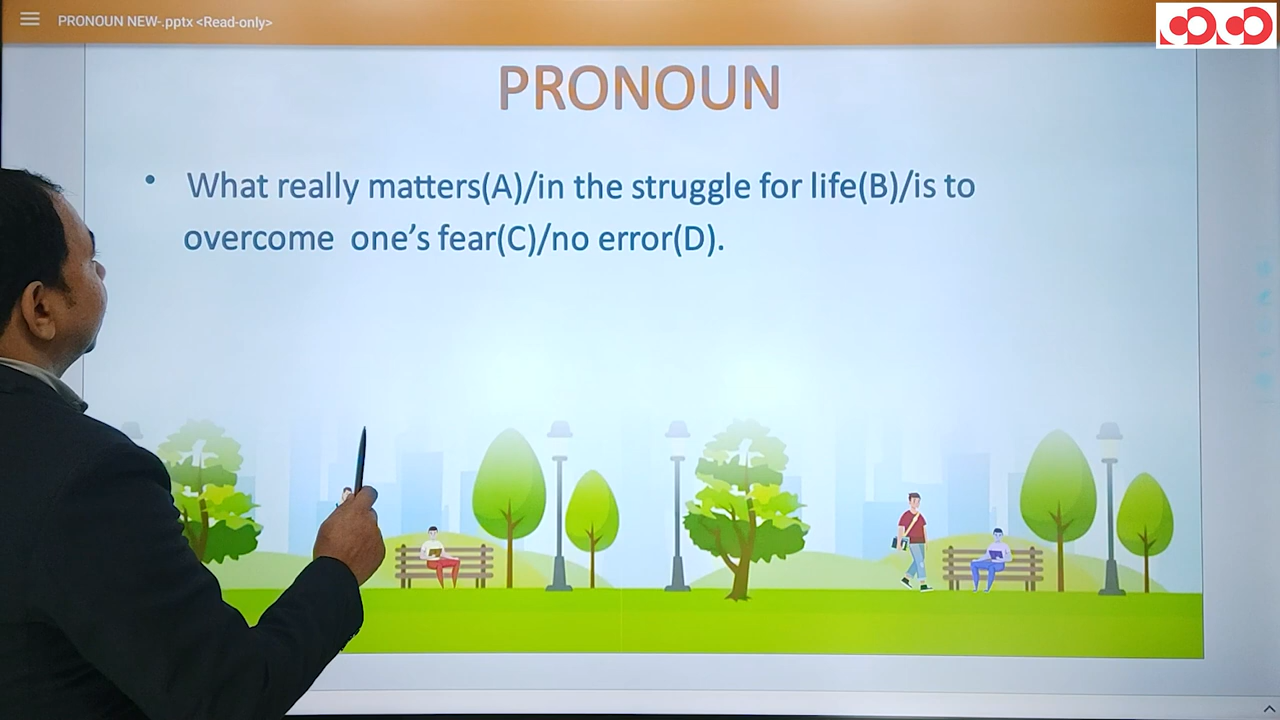 PRONOUN NEW-.pptx <Read-only>
PRONOUN
• What really matters(A)/in the struggle for life(B)/is to
overcome one's fear(C)/no error(D).